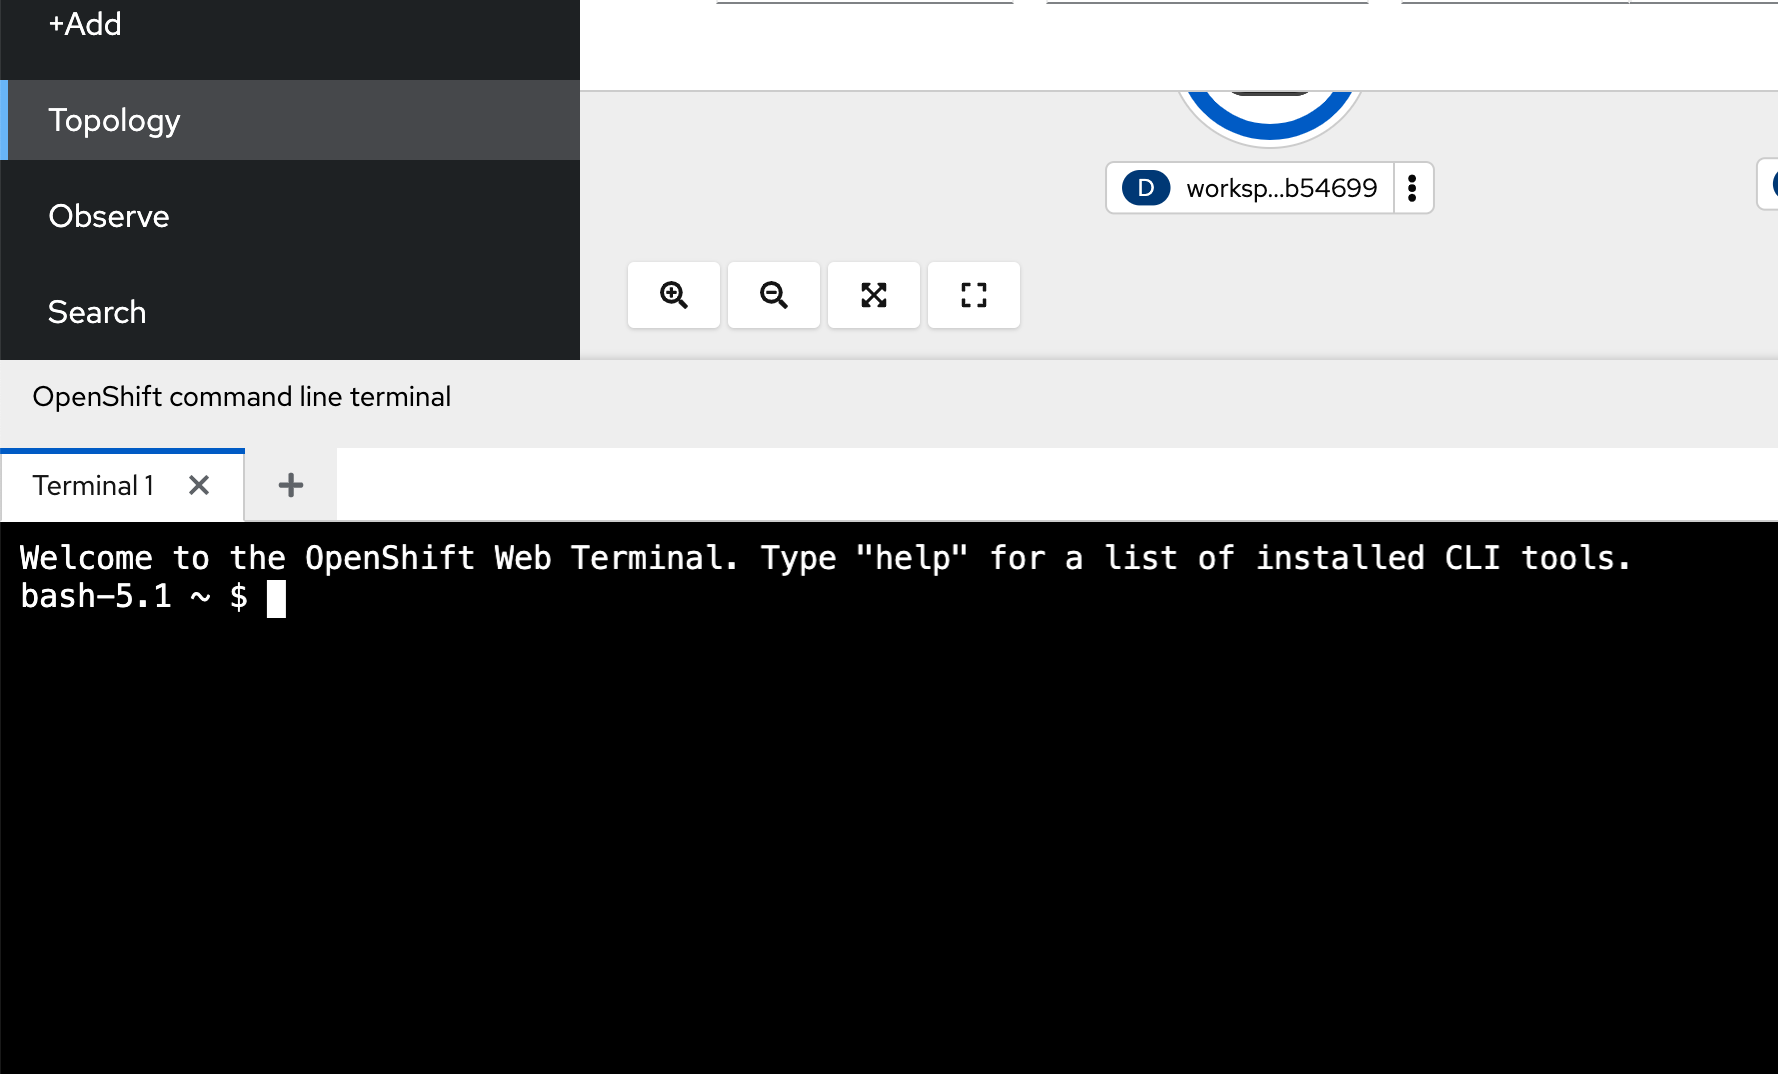 +Add
Topology
Observe
Search
D worksp...b54699
OpenShift command line terminal
Terminal 1
Welcome to the OpenShift Web Terminal. Type "help" for a list of installed CLI tools.
bash-5.1 ~ $